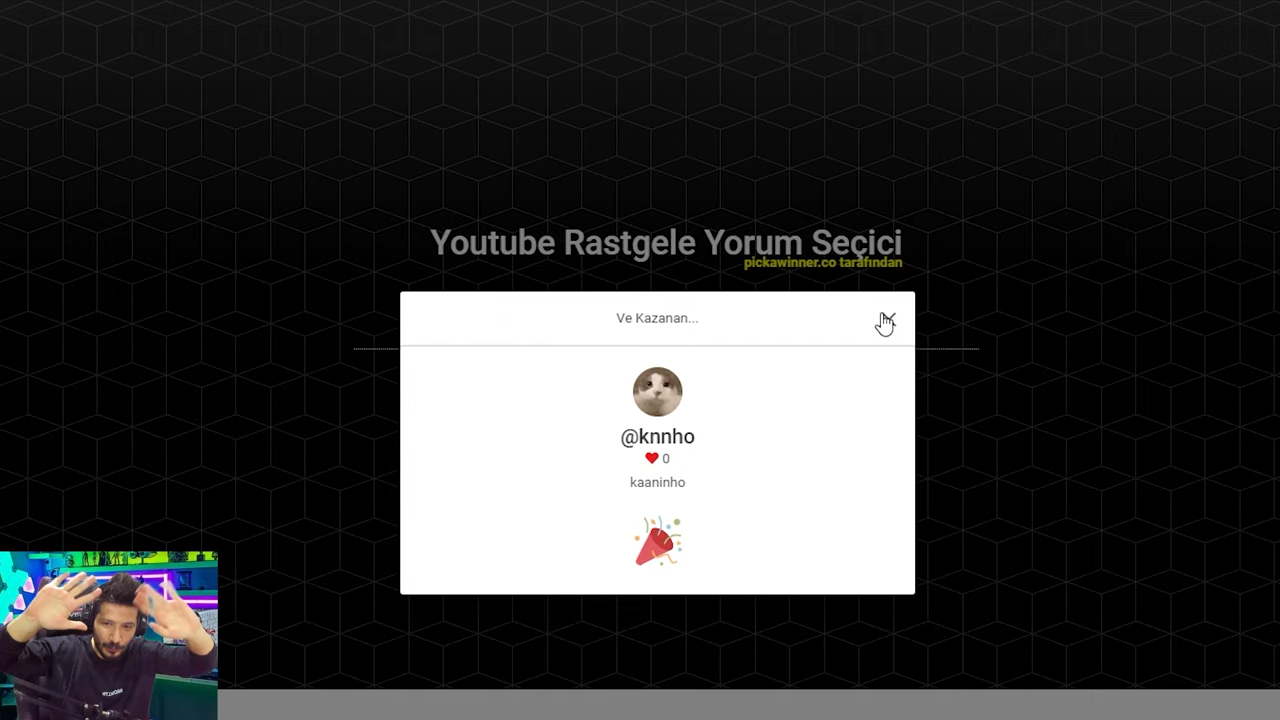 Youtube Rastgele Yorum Seçici
pickawinner.co tarafından
Ve Kazanan...
@knnho
0
kaaninho